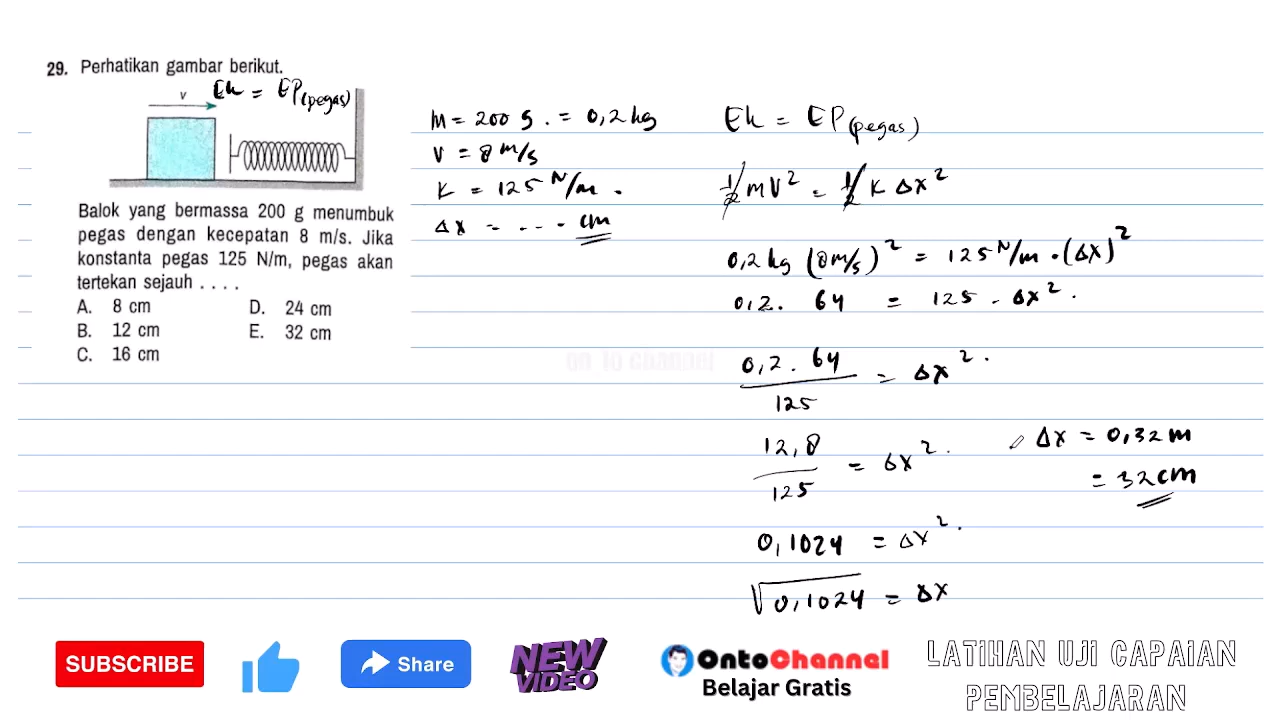 29. Perhatikan gambar berikut.
v
Ek = EP(pegas)
Balok yang bermassa 200 g menumbuk
pegas dengan kecepatan 8 m/s. Jika
konstanta pegas 125 N/m, pegas akan
tertekan sejauh . . . .
A. 8 cm
B. 12 cm
C. 16 cm
D. 24 cm
E. 32 cm
m = 200 g . = 0,2 kg
V = 8 m/s
K = 125 N/m .
Δx = ... . cm
Ek = EP(pegas)
1/2 mV² = 1/2 K Δx²
0,2 kg (8 m/s)² = 125 N/m . (Δx)²
0,2 . 64 = 125 . Δx² .
0,2 . 64 / 125 = Δx² .
12,8 / 125 = Δx² .
0,1024 = Δx² .
√0,1024 = Δx
Δx = 0,32 m
= 32 cm
on to channel
SUBSCRIBE
Share
NEW
VIDEO
OntoChannel
Belajar Gratis
LATIHAN UJI CAPAIAN
PEMBELAJARAN